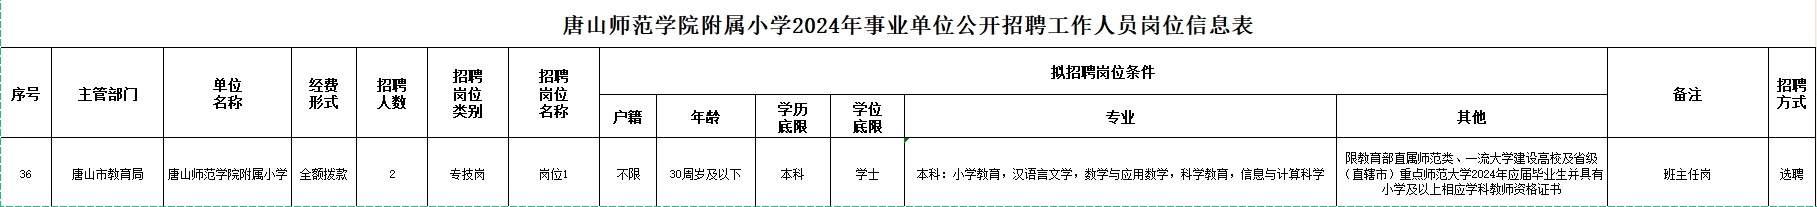 唐山师范学院附属小学2024年事业单位公开招聘工作人员岗位信息表
序号
主管部门
单位
名称
经费
形式
招聘
人数
招聘
岗位
类别
招聘
岗位
名称
拟招聘岗位条件
备注
招聘
方式
户籍
年龄
学历
底限
学位
底限
专业
其他
36
唐山市教育局
唐山师范学院附属小学
全额拨款
2
专技岗
岗位1
不限
30周岁及以下
本科
学士
本科：小学教育，汉语言文学，数学与应用数学，科学教育，信息与计算科学
限教育部直属师范类、一流大学建设高校及省级
（直辖市）重点师范大学2024年应届毕业生并具有
小学及以上相应学科教师资格证书
班主任岗
选聘